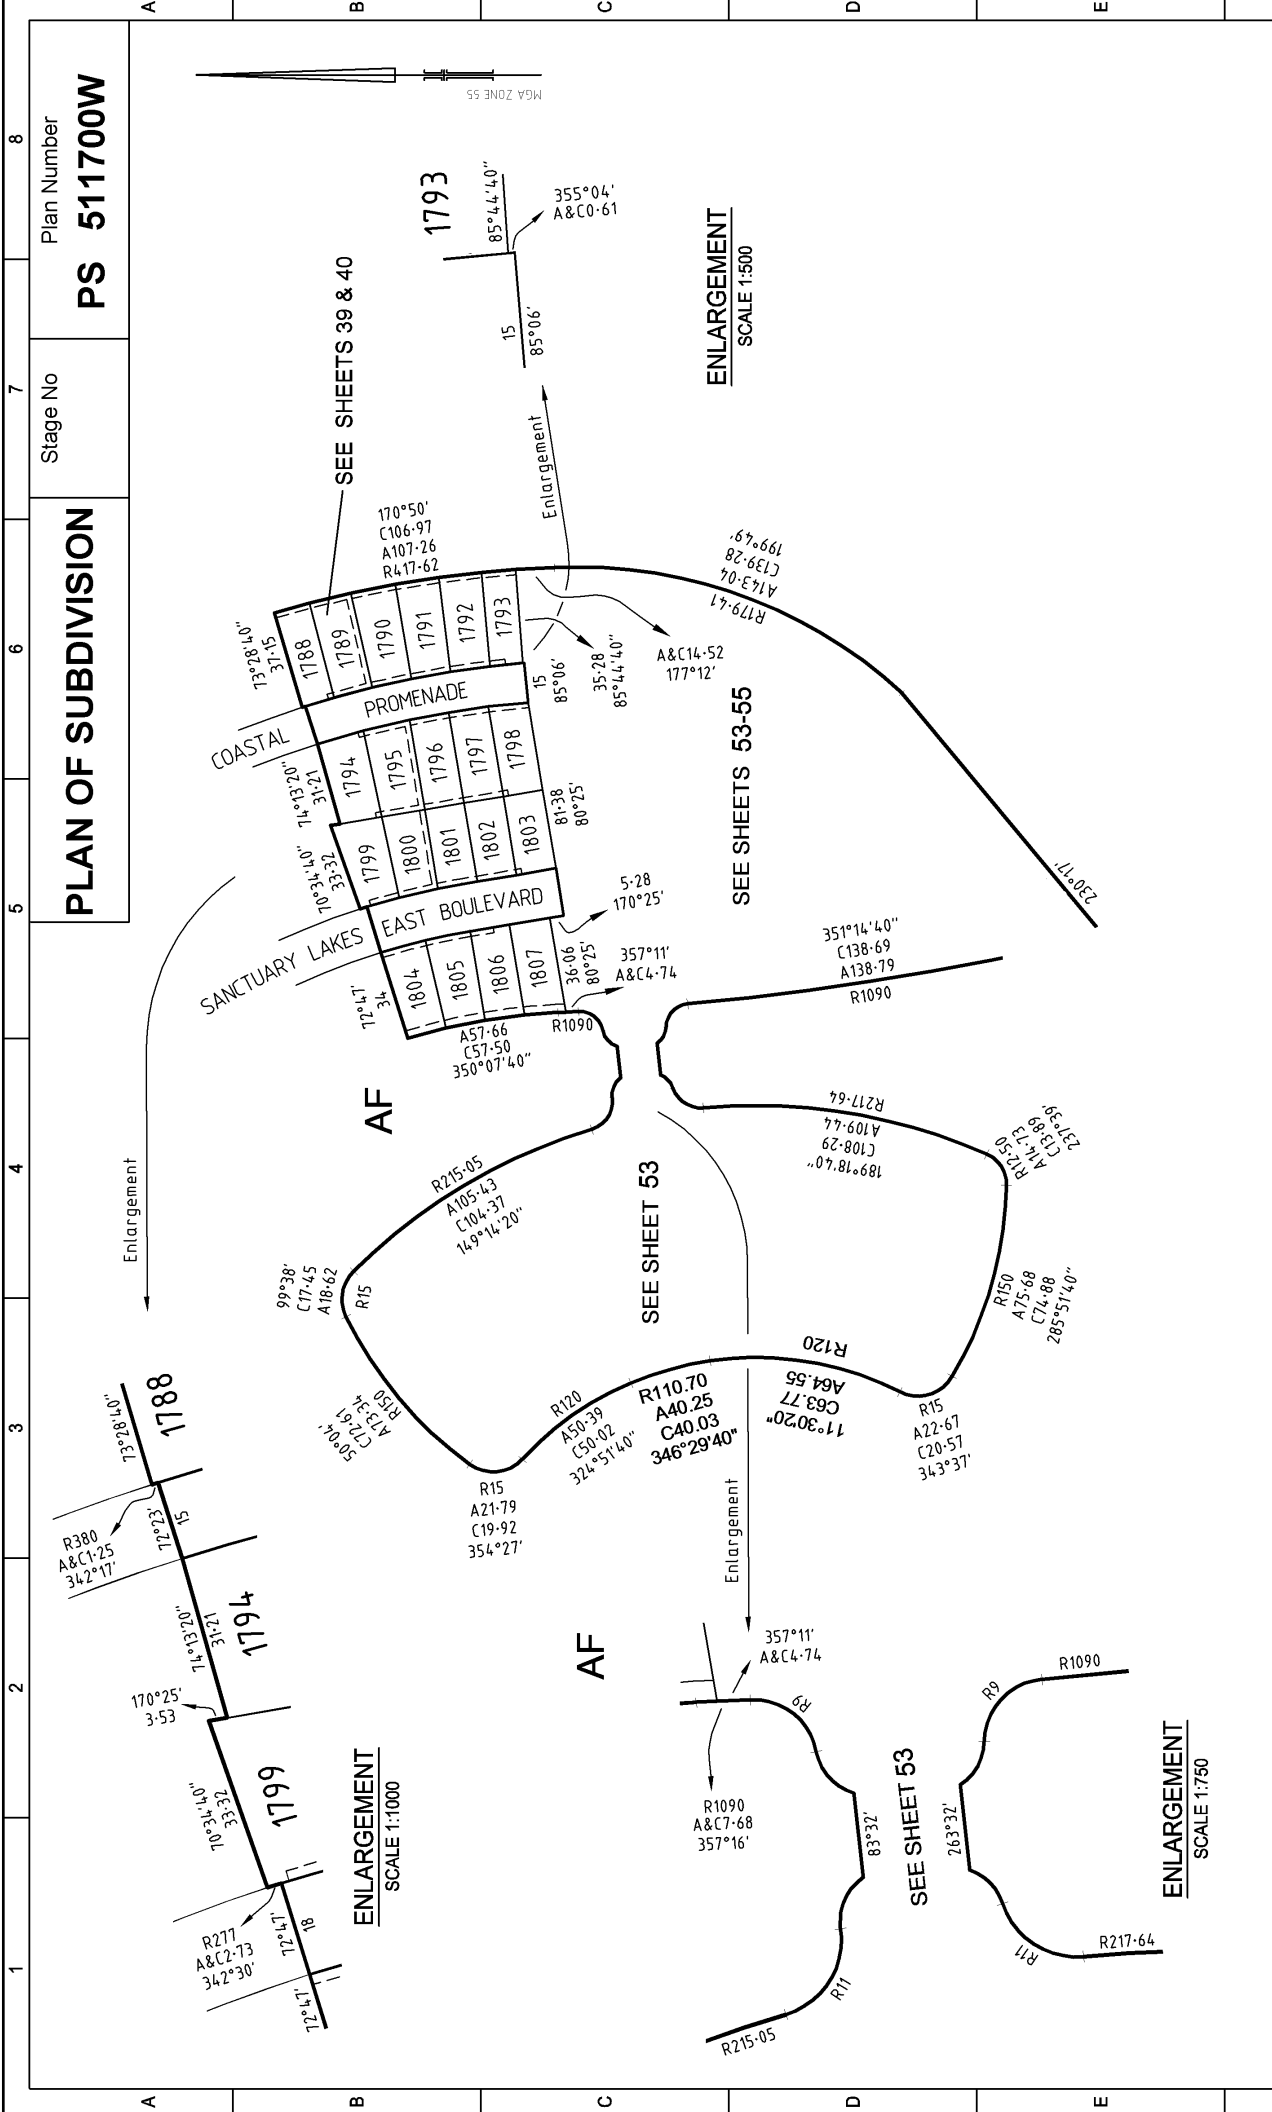 PLAN OF SUBDIVISION
Stage No
Plan Number
PS 511700W
1
2
3
4
5
6
7
8
A
B
C
D
E
A
B
C
D
E
MGA ZONE 55
72°47'
72°47'
18
R277
A&C2·73
342°30'
70°34'40"
33·32
1799
170°25'
3·53
74°13'20"
31·21
1794
R380
A&C1·25
342°17'
72°23'
15
73°28'40"
1788
ENLARGEMENT
SCALE 1:1000
Enlargement
SANCTUARY LAKES
EAST BOULEVARD
COASTAL
PROMENADE
72°47'
34
70°34'40"
33·32
74°13'20"
31·21
73°28'40"
37·15
1804
1805
1806
1807
1799
1800
1801
1802
1803
1794
1795
1796
1797
1798
1788
1789
1790
1791
1792
1793
SEE SHEETS 39 & 40
170°50'
C106·97
A107·26
R417·62
Enlargement
1793
85°44'40"
355°04'
A&C0·61
15
85°06'
ENLARGEMENT
SCALE 1:500
15
85°06'
35·28
85°44'40"
A&C14·52
177°12'
R179·41
A143·04
C139·28
199°49'
230°17'
81·38
80°25'
5·28
170°25'
36·06
80°25'
357°11'
A&C4·74
R1090
A57·66
C57·50
350°07'40"
AF
SEE SHEETS 53-55
351°14'40"
C138·69
A138·79
R1090
R215·05
A105·43
C104·37
149°14'20"
99°38'
C17·45
A18·62
R15
R150
A73·34
C72·61
50°04'
R15
A21·79
C19·92
354°27'
R120
A50·39
C50·02
324°51'40"
R110.70
A40.25
C40.03
346°29'40"
R120
A64.55
C63.77
11°30'20"
R15
A22·67
C20·57
343°37'
R150
A75·68
C74·88
285°51'40"
R12·50
A14·73
C13·89
237°39'
R217·64
A109·44
C108·29
189°18'40"
SEE SHEET 53
Enlargement
AF
357°11'
A&C4·74
R1090
A&C7·68
357°16'
R9
R11
R215·05
83°32'
SEE SHEET 53
263°32'
R9
R1090
R11
R217·64
ENLARGEMENT
SCALE 1:750